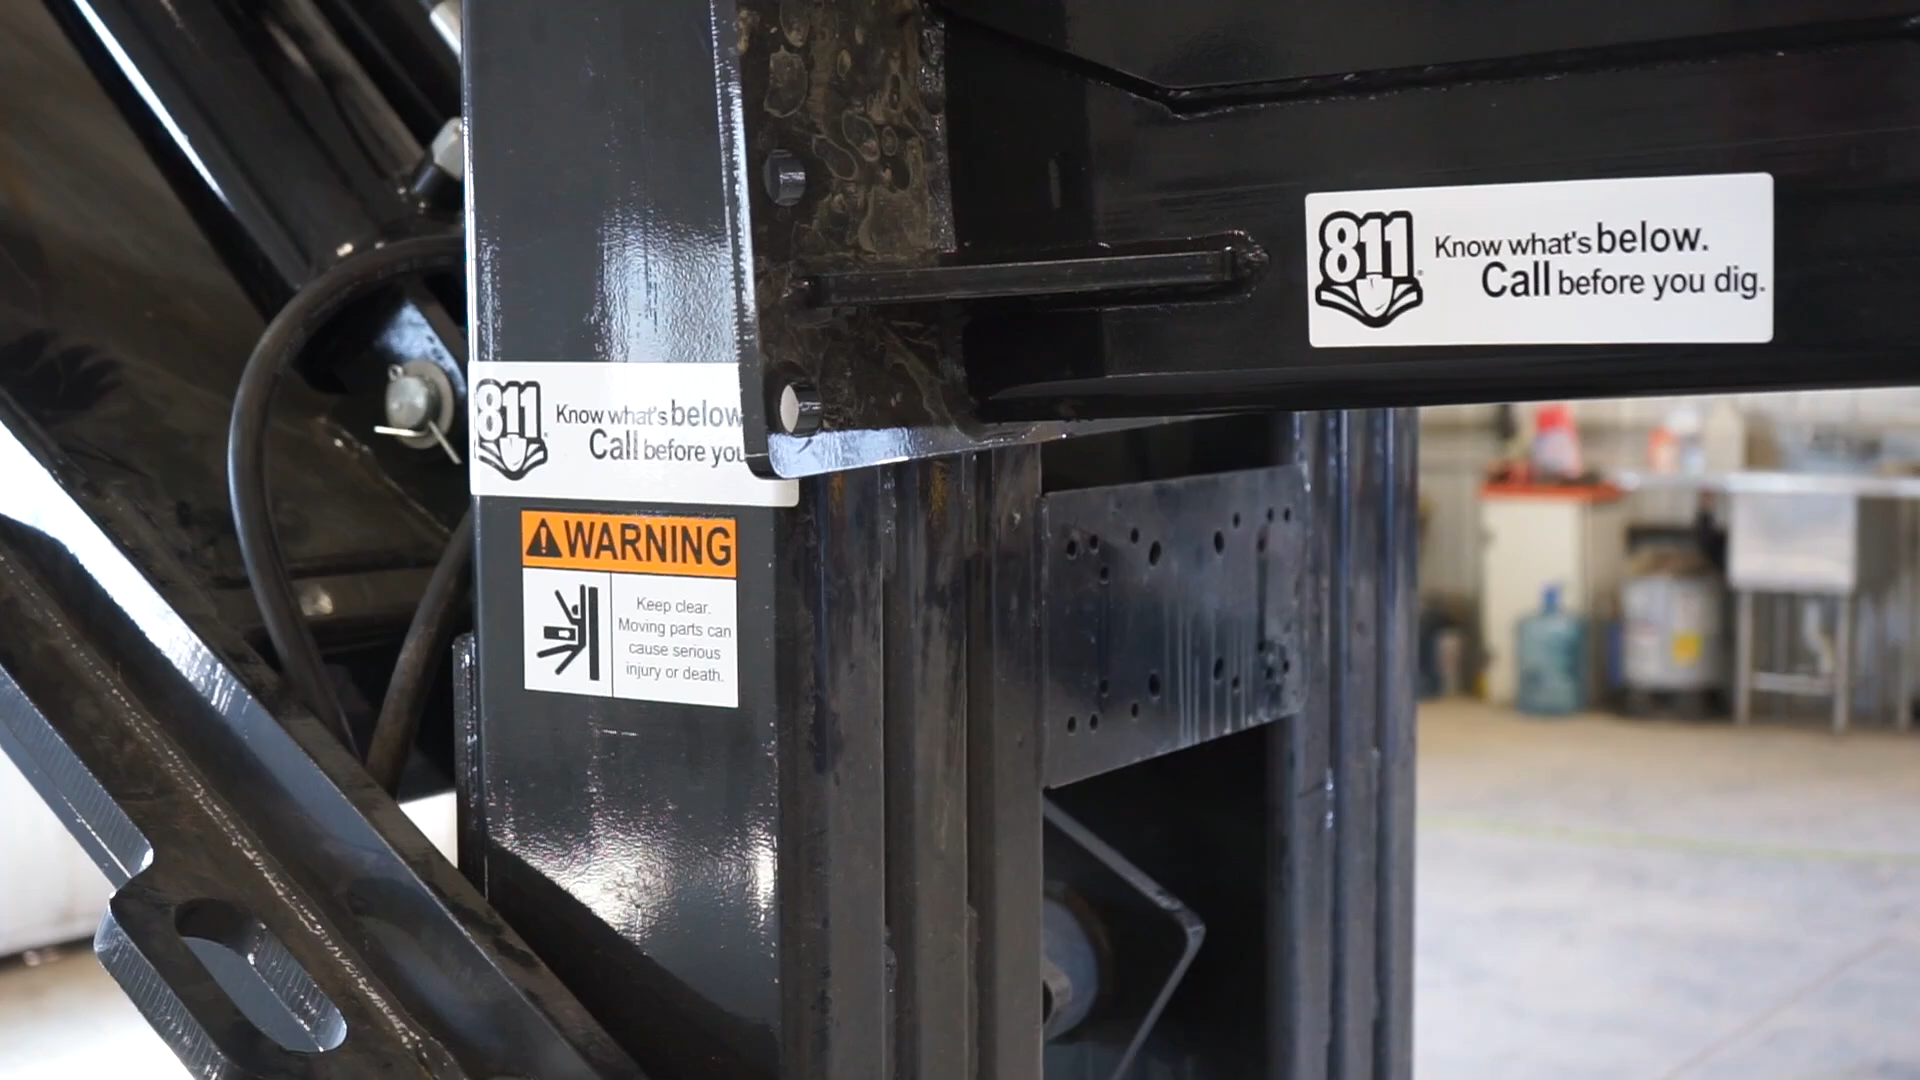 811 Know what's below.
Call before you dig.
811 Know what's below
Call before you
WARNING
Keep clear.
Moving parts can
cause serious
injury or death.